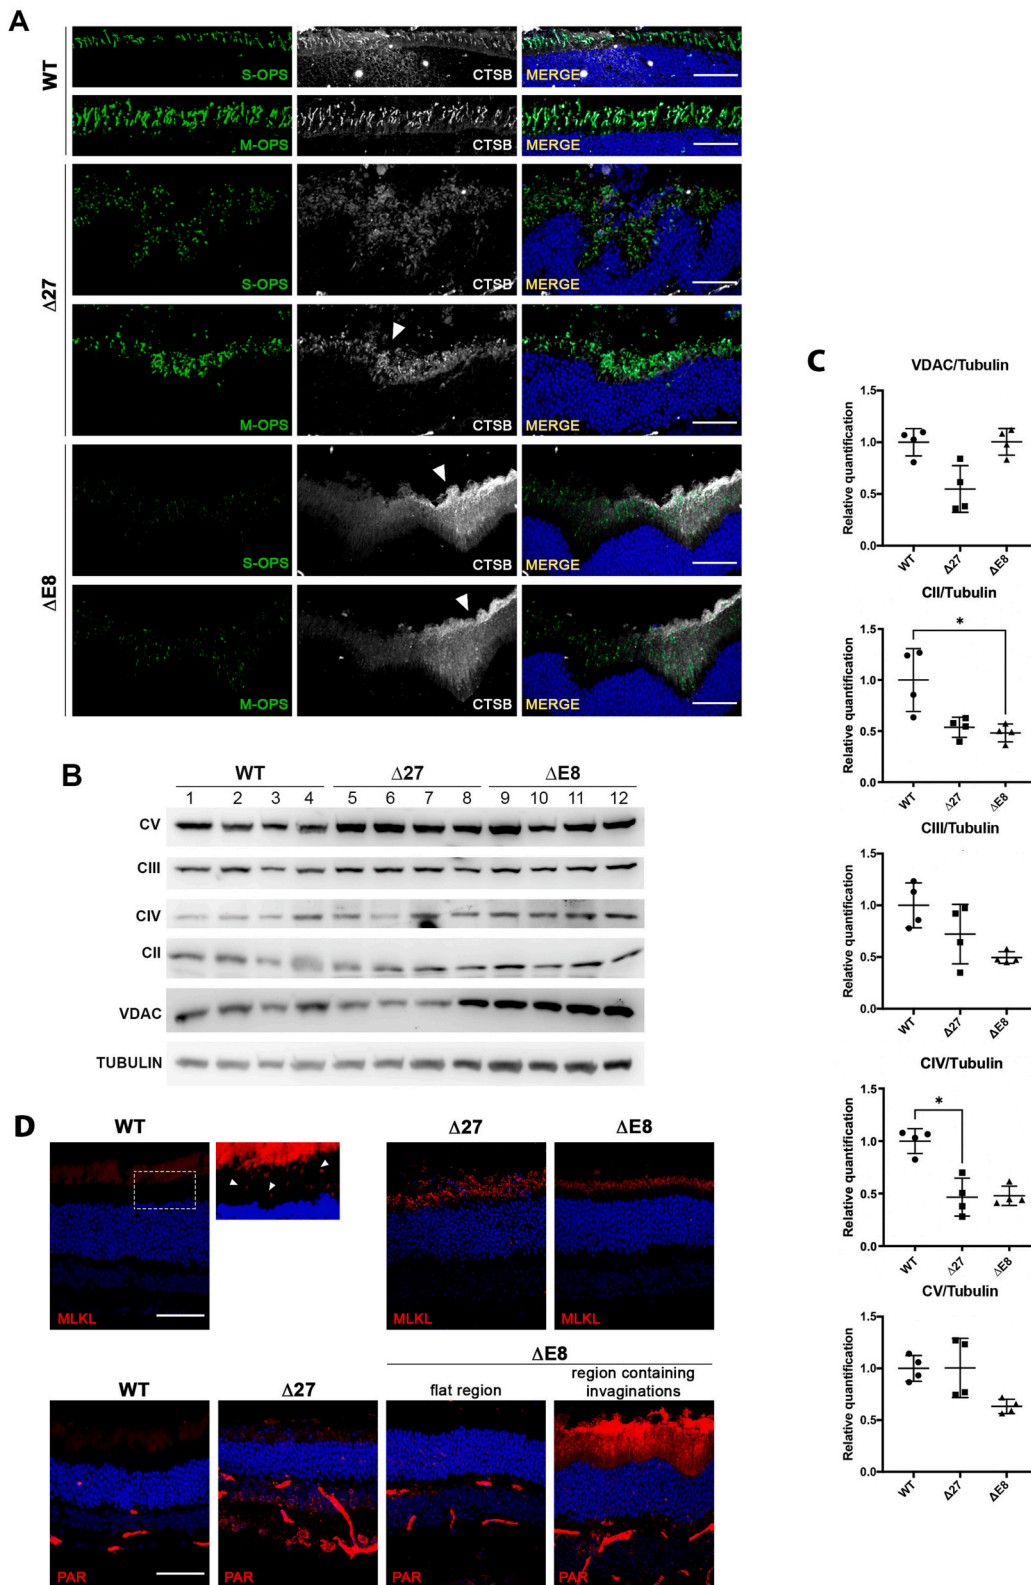 A
WT
S-OPS CTSB MERGE
M-OPS CTSB MERGE
Δ27
S-OPS CTSB MERGE
M-OPS CTSB MERGE
ΔE8
S-OPS CTSB MERGE
M-OPS CTSB MERGE
B
WT Δ27 ΔE8
1 2 3 4 5 6 7 8 9 10 11 12
CV
CIII
CIV
CII
VDAC
TUBULIN
C
VDAC/Tubulin
Relative quantification
1.5
1.0
0.5
0.0
WT Δ27 ΔE8
CII/Tubulin
Relative quantification
1.5
1.0
0.5
0.0
*
WT Δ27 ΔE8
CIII/Tubulin
Relative quantification
1.5
1.0
0.5
0.0
WT Δ27 ΔE8
CIV/Tubulin
Relative quantification
1.5
1.0
0.5
0.0
*
WT Δ27 ΔE8
CV/Tubulin
Relative quantification
1.5
1.0
0.5
0.0
WT Δ27 ΔE8
D
WT Δ27 ΔE8
MLKL MLKL MLKL
ΔE8
WT Δ27 flat region region containing
invaginations
PAR PAR PAR PAR